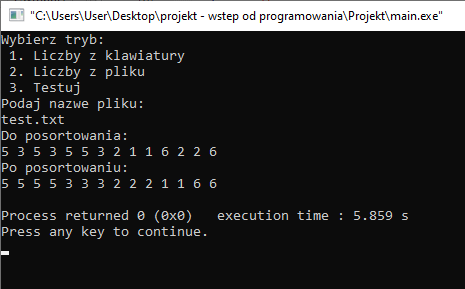 "C:\Users\User\Desktop\projekt - wstep od programowania\Projekt\main.exe"
Wybierz tryb:
1. Liczby z klawiatury
2. Liczby z pliku
3. Testuj
Podaj nazwe pliku:
test.txt
Do posortowania:
5 3 5 3 5 5 3 2 1 1 6 2 2 6
Po posortowaniu:
5 5 5 5 3 3 3 2 2 2 1 1 6 6
Process returned 0 (0x0)   execution time : 5.859 s
Press any key to continue.